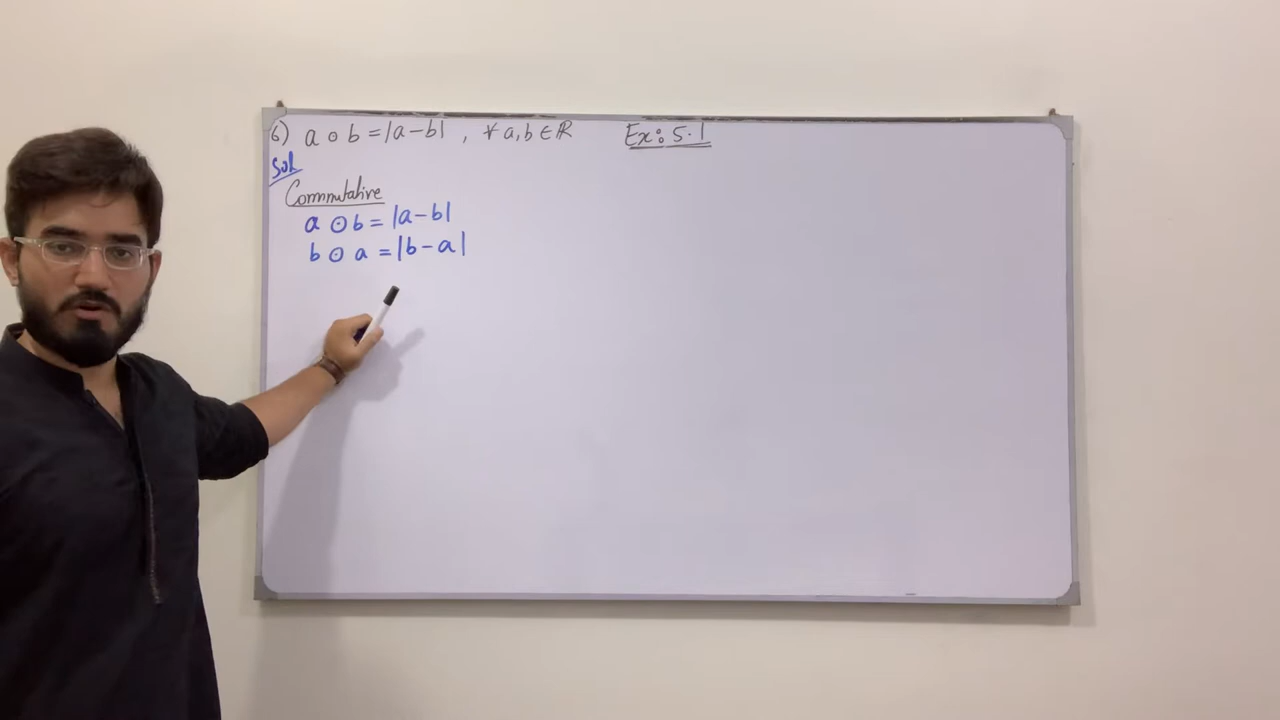 6) a ∘ b = |a-b| , ∀ a,b ∈ ℝ Ex: 5.1
Sol
Commutative
a ⊙ b = |a-b|
b ⊙ a = |b-a|